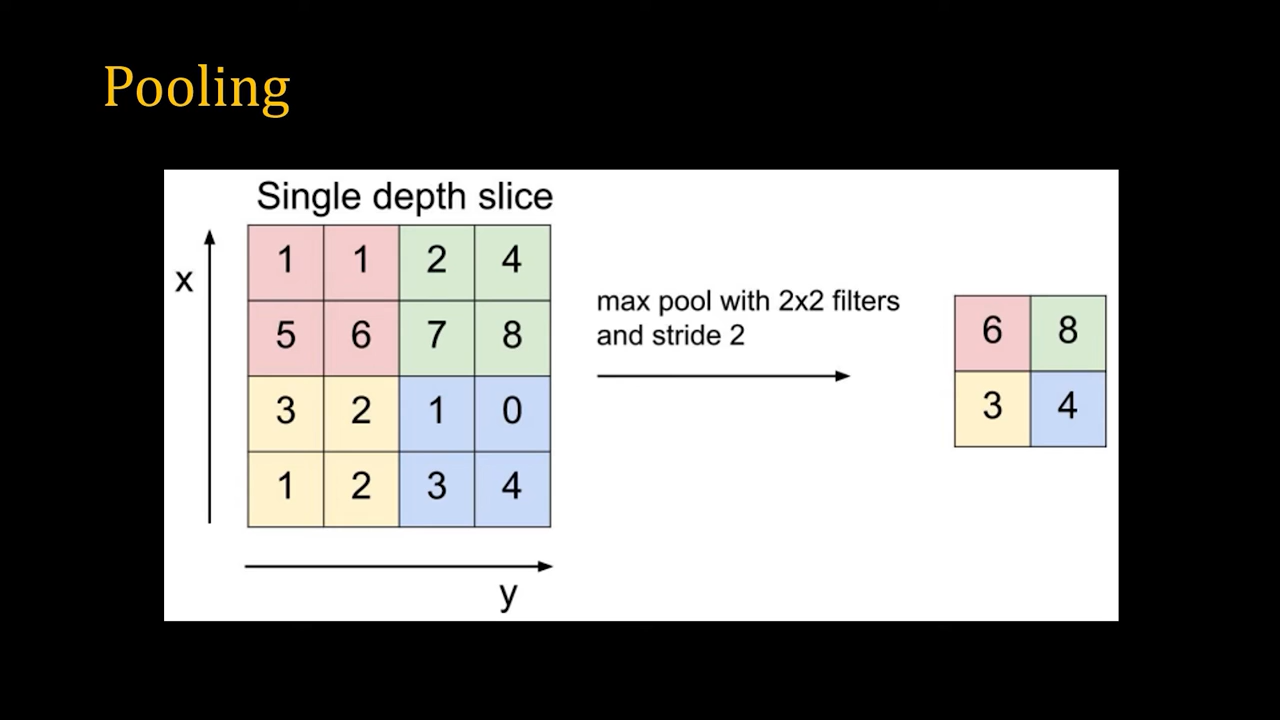 Pooling
Single depth slice
x
1 1 2 4
5 6 7 8
3 2 1 0
1 2 3 4
y
max pool with 2x2 filters
and stride 2
6 8
3 4